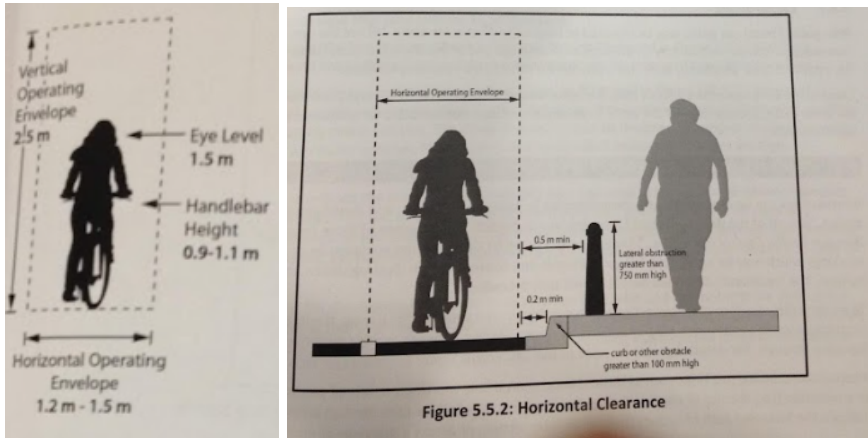 Vertical
Operating
Envelope
2.5 m
Eye Level
1.5 m
Handlebar
Height
0.9-1.1 m
Horizontal Operating
Envelope
1.2 m - 1.5 m
Horizontal Operating Envelope
0.5 m min
Lateral obstruction
greater than
750 mm high
0.2 m min
curb or other obstacle
greater than 100 mm high
Figure 5.5.2: Horizontal Clearance